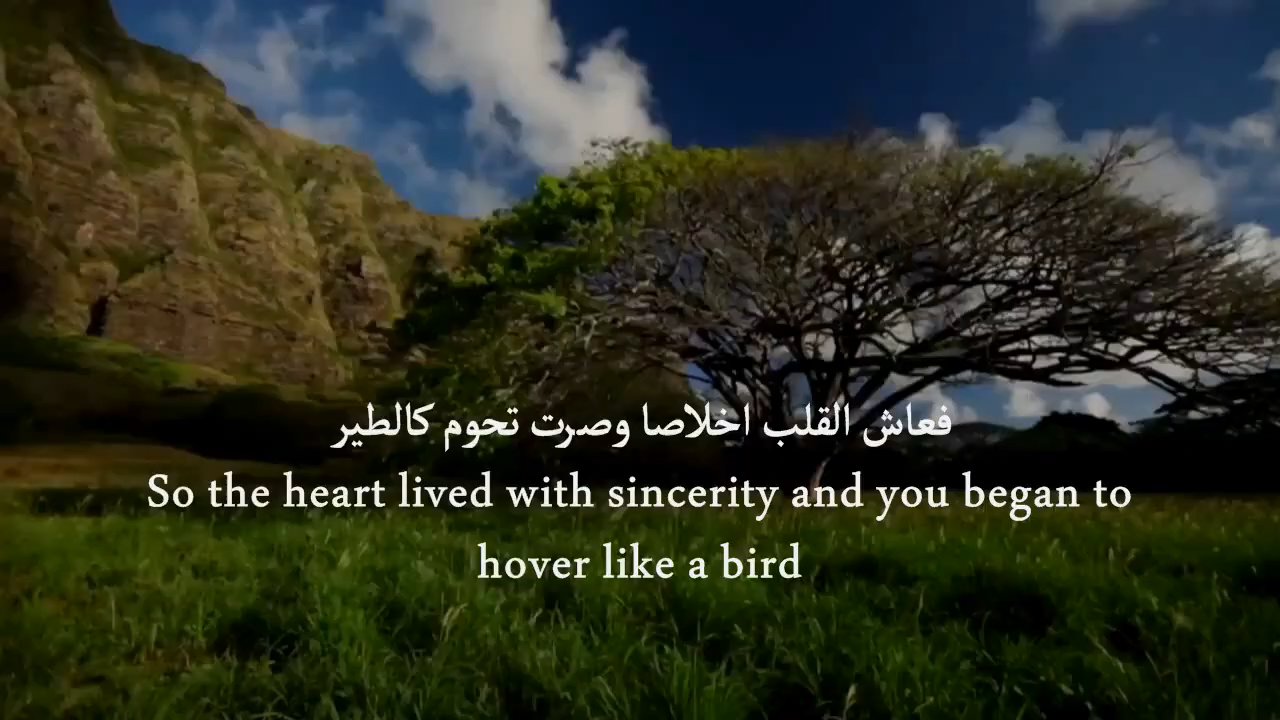 فعاش القلب اخلاصا وصرت تحوم كالطير
So the heart lived with sincerity and you began to
hover like a bird